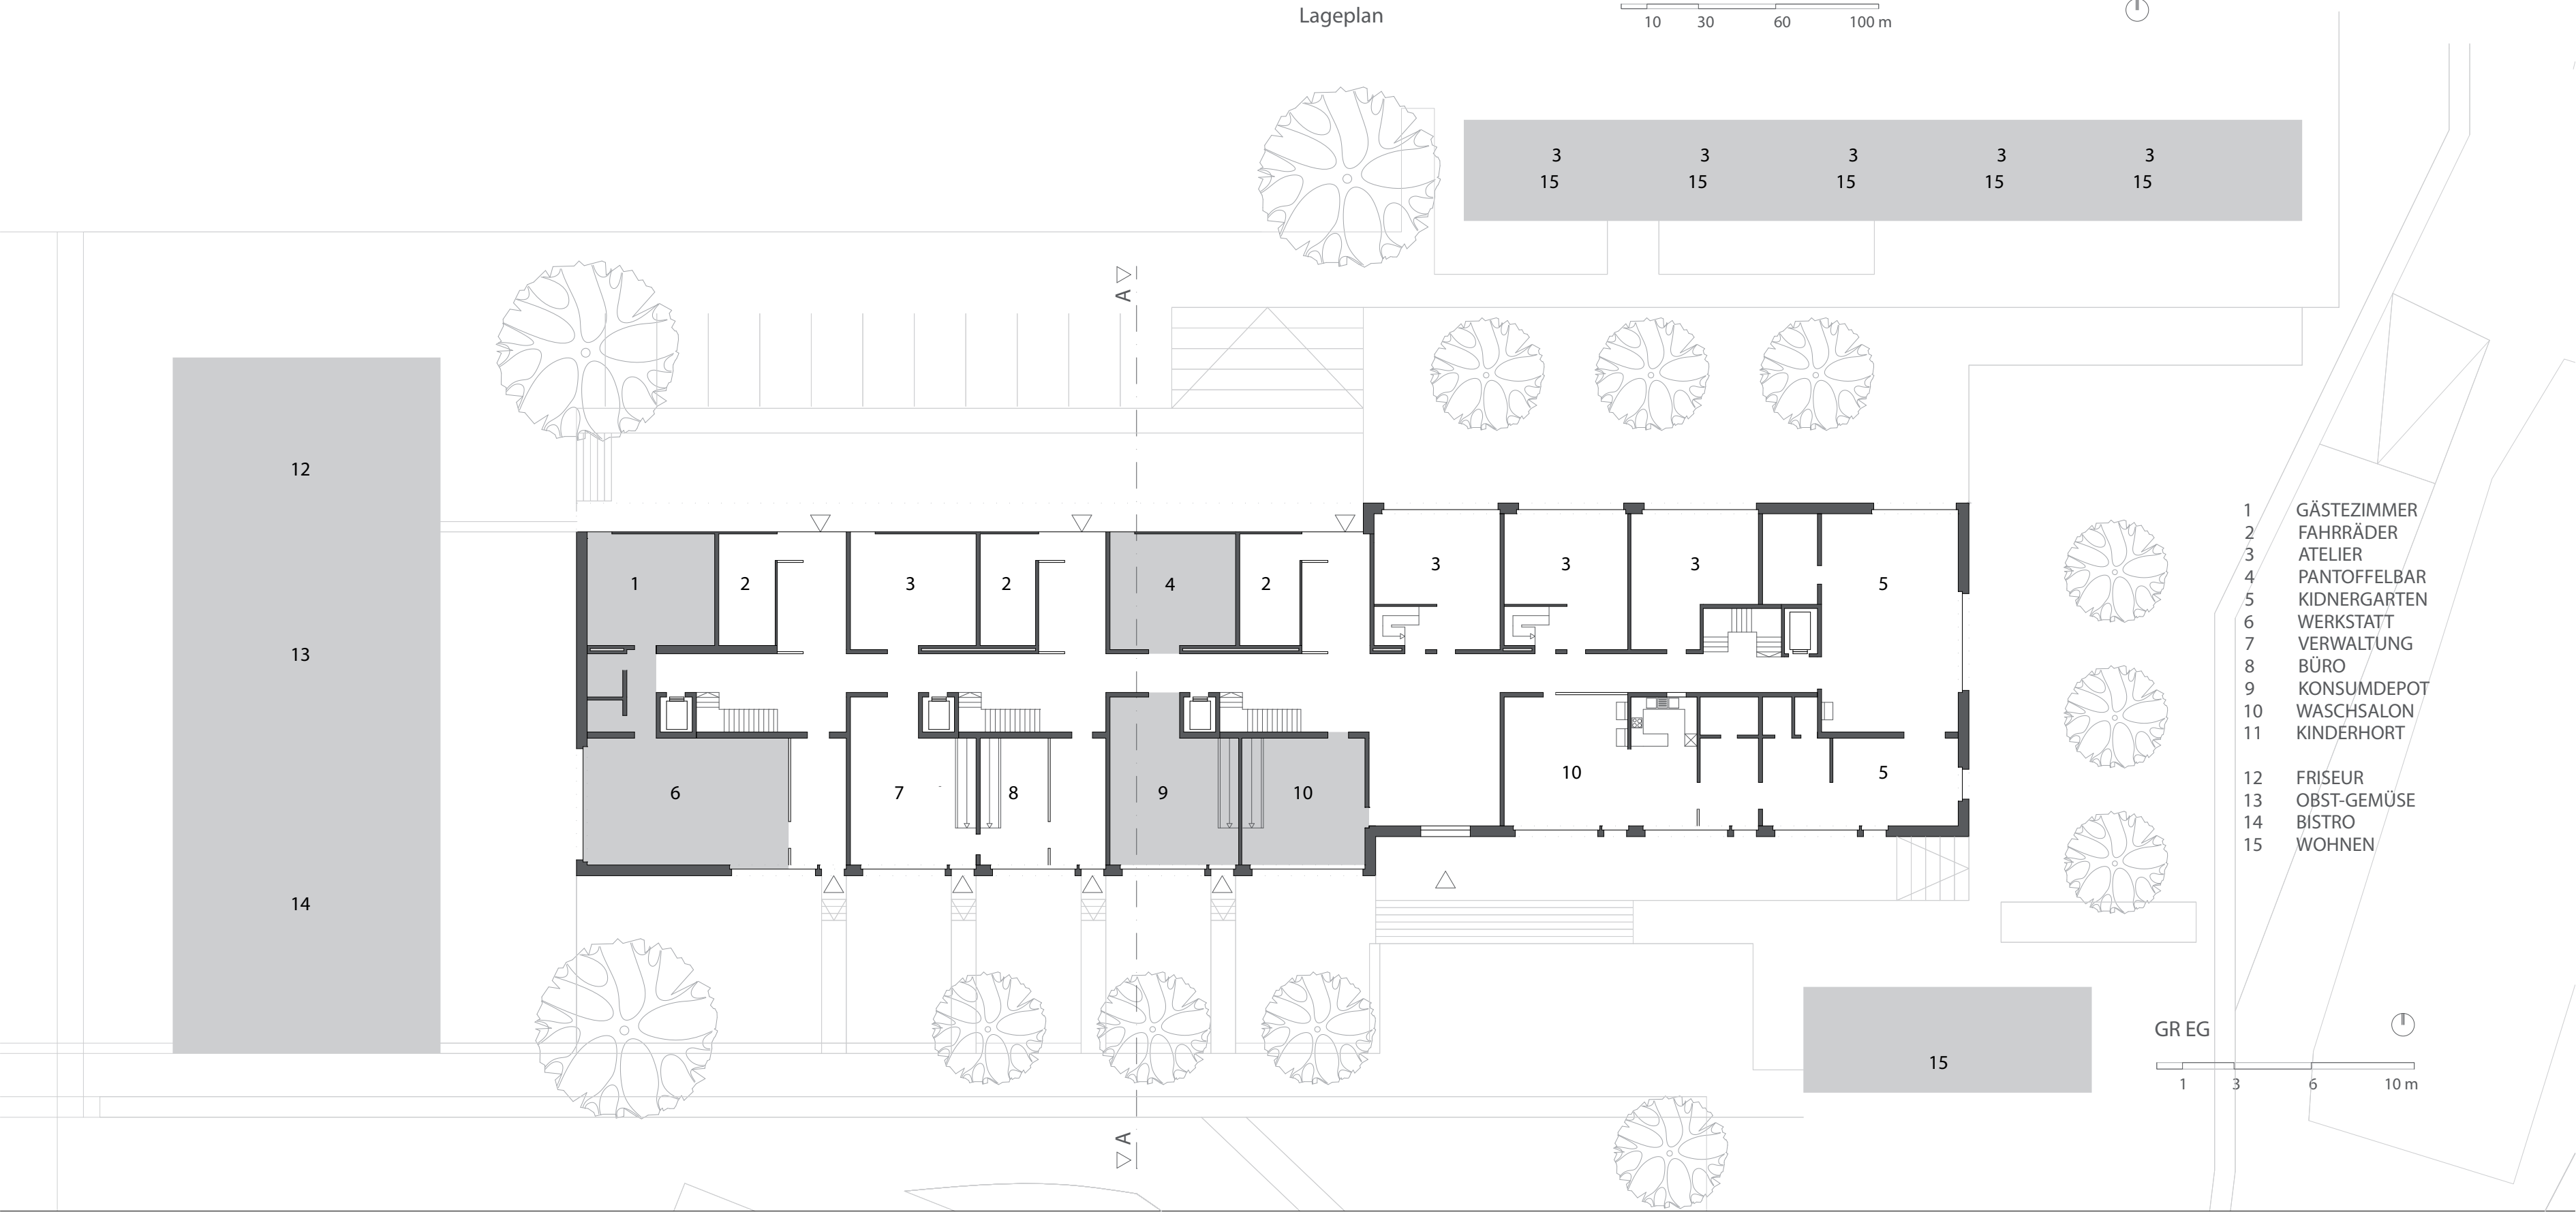 Lageplan
10 30 60 100 m
3 3 3 3 3
15 15 15 15 15
A
12
13
14
1 2 3 2 4 2 3 3 3 5
6 7 8 9 10 10 5
A
15
1 GÄSTEZIMMER
2 FAHRRÄDER
3 ATELIER
4 PANTOFFELBAR
5 KIDNERGARTEN
6 WERKSTATT
7 VERWALTUNG
8 BÜRO
9 KONSUMDEPOT
10 WASCHSALON
11 KINDERHORT
12 FRISEUR
13 OBST-GEMÜSE
14 BISTRO
15 WOHNEN
GR EG
1 3 6 10 m